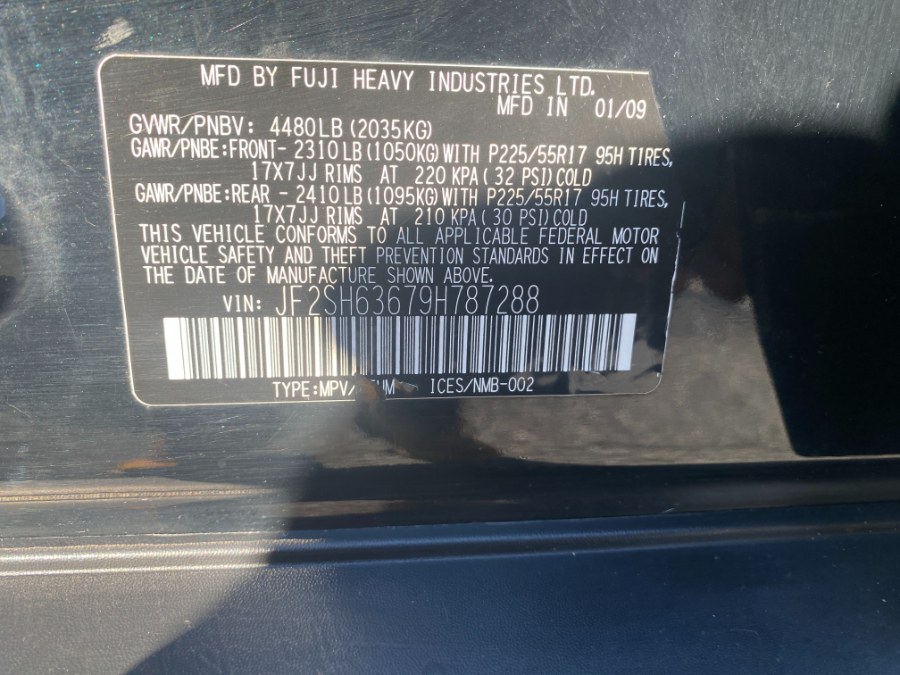 MFD BY FUJI HEAVY INDUSTRIES LTD.
MFD IN 01/09
GVWR/PNBV: 4480LB (2035KG)
GAWR/PNBE:FRONT- 2310LB (1050KG) WITH P225/55R17 95H TIRES,
17X7JJ RIMS AT 220 KPA (32 PSI) COLD
GAWR/PNBE:REAR - 2410LB (1095KG) WITH P225/55R17 95H TIRES,
17X7JJ RIMS AT 210 KPA (30 PSI) COLD
THIS VEHICLE CONFORMS TO ALL APPLICABLE FEDERAL MOTOR
VEHICLE SAFETY AND THEFT PREVENTION STANDARDS IN EFFECT ON
THE DATE OF MANUFACTURE SHOWN ABOVE.
VIN: JF2SH63679H787288
TYPE:MPV/ ICES/NMB-002